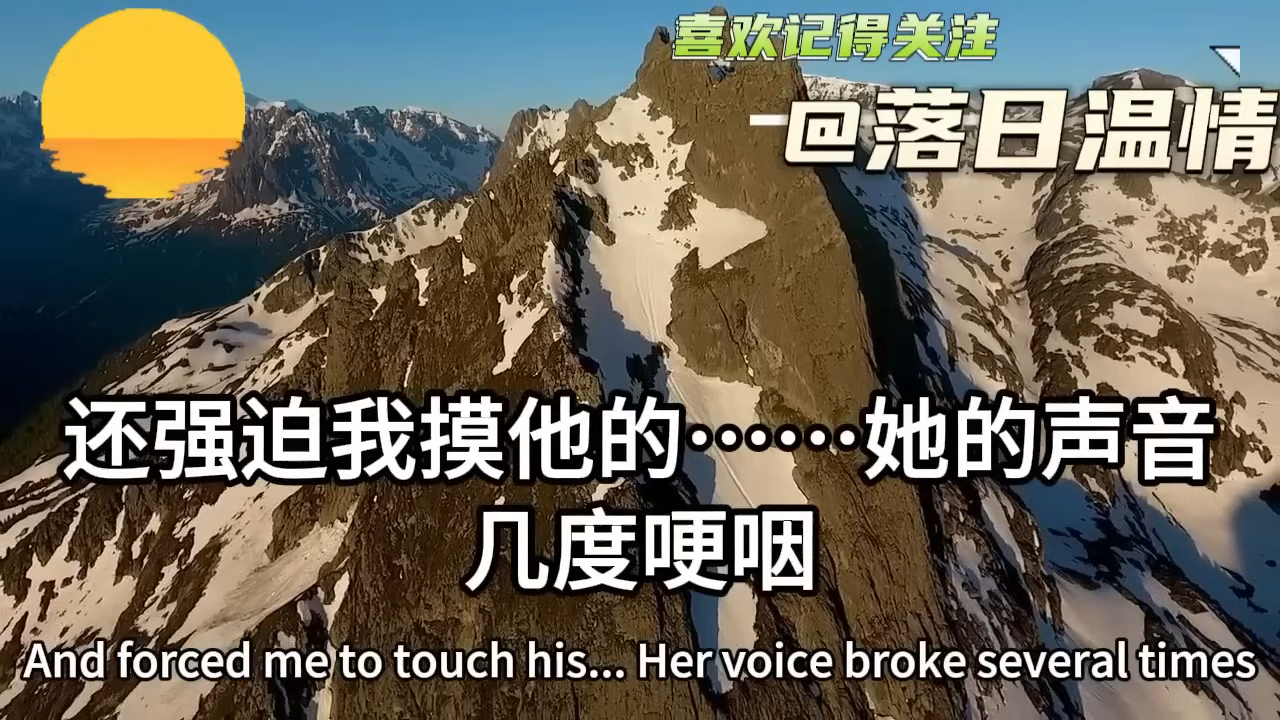 喜欢记得关注
@落日温情
还强迫我摸他的……她的声音
几度哽咽
And forced me to touch his... Her voice broke several times